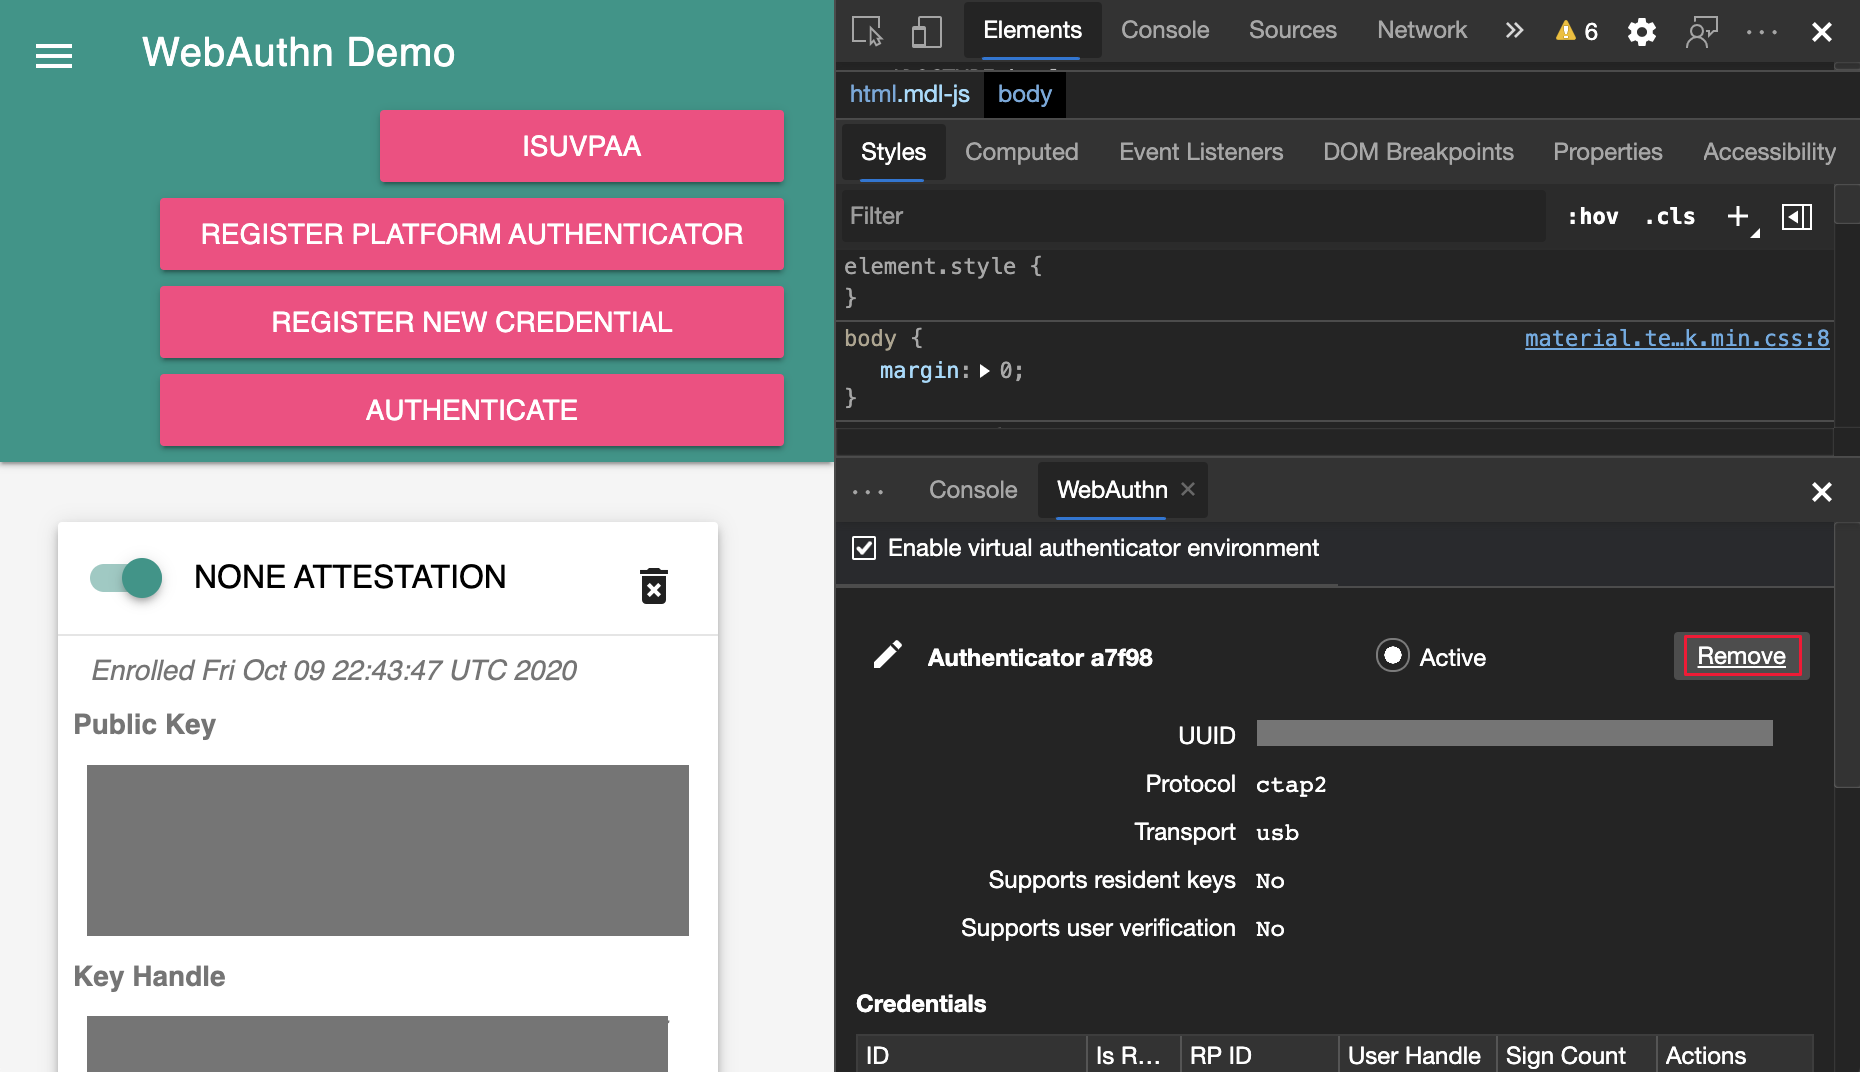 WebAuthn Demo
ISUVPAA
REGISTER PLATFORM AUTHENTICATOR
REGISTER NEW CREDENTIAL
AUTHENTICATE
NONE ATTESTATION
Enrolled Fri Oct 09 22:43:47 UTC 2020
Public Key
Key Handle
Elements Console Sources Network 6
html.mdl-js body
Styles Computed Event Listeners DOM Breakpoints Properties Accessibility
Filter :hov .cls
element.style {
}
body { material.te…k.min.css:8
margin: 0;
}
Console WebAuthn
Enable virtual authenticator environment
Authenticator a7f98 Active Remove
UUID
Protocol ctap2
Transport usb
Supports resident keys No
Supports user verification No
Credentials
ID Is R… RP ID User Handle Sign Count Actions